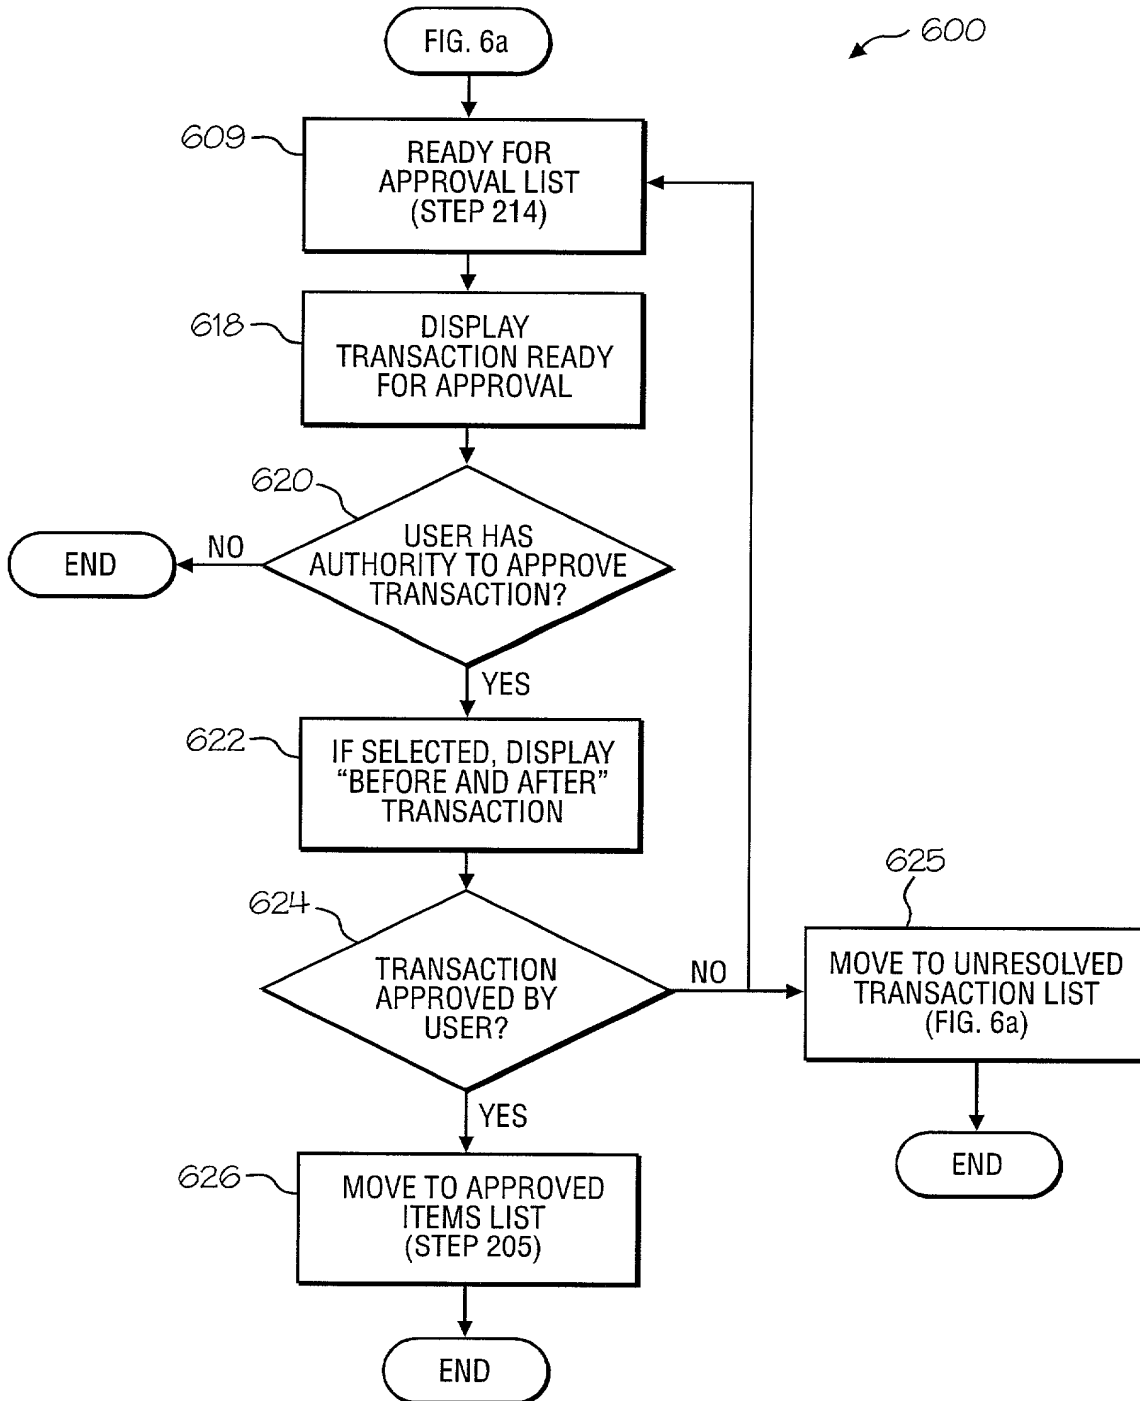 FIG. 6a
600
609
READY FOR
APPROVAL LIST
(STEP 214)
618
DISPLAY
TRANSACTION READY
FOR APPROVAL
620
USER HAS
AUTHORITY TO APPROVE
TRANSACTION?
NO
END
YES
622
IF SELECTED, DISPLAY
“BEFORE AND AFTER”
TRANSACTION
624
TRANSACTION
APPROVED BY
USER?
NO
625
MOVE TO UNRESOLVED
TRANSACTION LIST
(FIG. 6a)
END
YES
626
MOVE TO APPROVED
ITEMS LIST
(STEP 205)
END